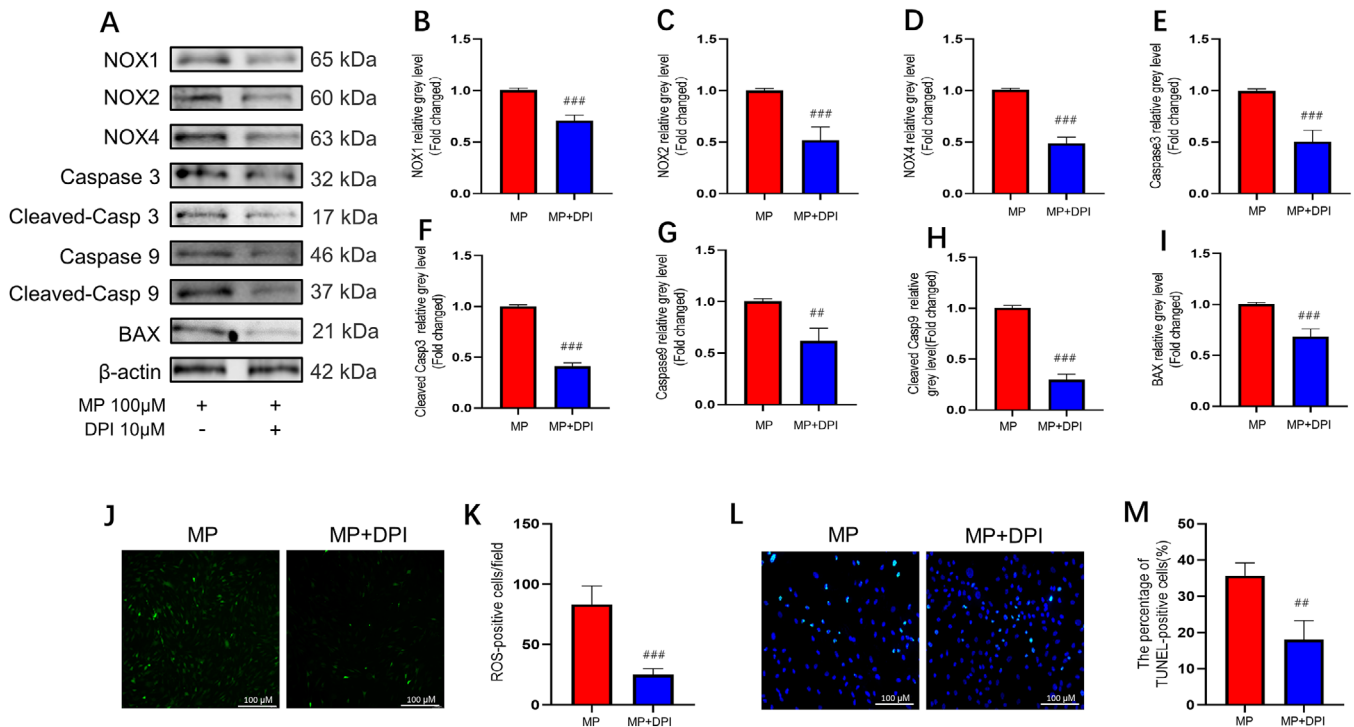 A
NOX1 65 kDa
NOX2 60 kDa
NOX4 63 kDa
Caspase 3 32 kDa
Cleaved-Casp 3 17 kDa
Caspase 9 46 kDa
Cleaved-Casp 9 37 kDa
BAX 21 kDa
β-actin 42 kDa
MP 100μM + +
DPI 10μM - +
B
NOX1 relative grey level
(Fold changed)
1.5
1.0
0.5
0.0
###
MP MP+DPI
C
NOX2 relative grey level
(Fold changed)
1.5
1.0
0.5
0.0
###
MP MP+DPI
D
NOX4 relative grey level
(Fold changed)
1.5
1.0
0.5
0.0
###
MP MP+DPI
E
Caspase3 relative grey level
(Fold changed)
1.5
1.0
0.5
0.0
###
MP MP+DPI
F
Cleaved Casp3 relative grey level
(Fold changed)
1.5
1.0
0.5
0.0
###
MP MP+DPI
G
Caspase9 relative grey level
(Fold changed)
1.5
1.0
0.5
0.0
##
MP MP+DPI
H
Cleaved Casp9 relative
grey level(Fold changed)
1.5
1.0
0.5
0.0
###
MP MP+DPI
I
BAX relative grey level
(Fold changed)
1.5
1.0
0.5
0.0
###
MP MP+DPI
J
MP MP+DPI
100 μM 100 μM
K
ROS-positive cells/field
150
100
50
0
###
MP MP+DPI
L
MP MP+DPI
100 μM 100 μM
M
The percentage of
TUNEL-positive cells(%)
50
40
30
20
10
0
##
MP MP+DPI